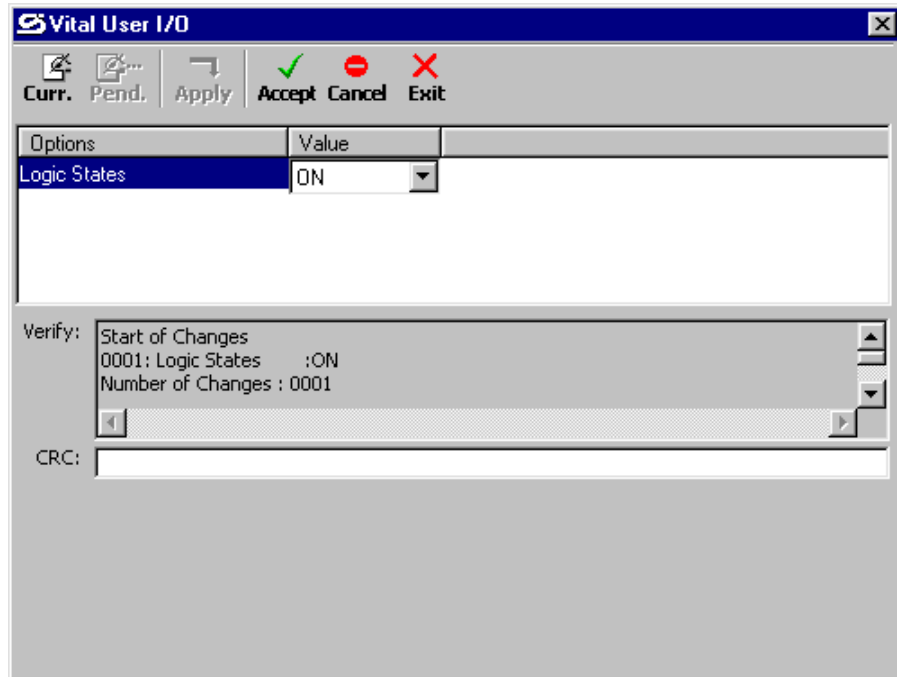 Vital User I/O
Curr. Pend. Apply Accept Cancel Exit
Options Value
Logic States ON
Verify: Start of Changes
0001: Logic States :ON
Number of Changes : 0001
CRC: